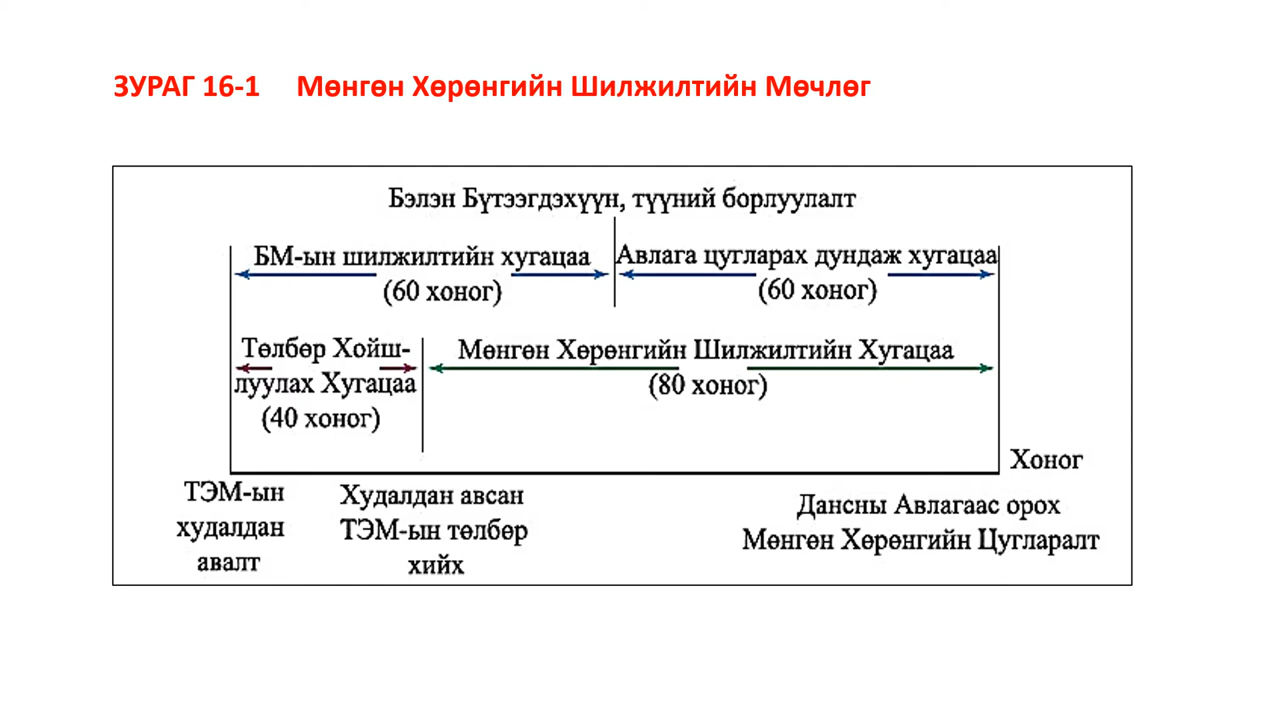 ЗУРАГ 16-1 Мөнгөн Хөрөнгийн Шилжилтийн Мөчлөг
Бэлэн Бүтээгдэхүүн, түүний борлуулалт
БМ-ын шилжилтийн хугацаа
(60 хоног)
Авлага цугларах дундаж хугацаа
(60 хоног)
Төлбөр Хойш-
луулах Хугацаа
(40 хоног)
Мөнгөн Хөрөнгийн Шилжилтийн Хугацаа
(80 хоног)
Хоног
ТЭМ-ын
худалдан
авалт
Худалдан авсан
ТЭМ-ын төлбөр
хийх
Дансны Авлагаас орох
Мөнгөн Хөрөнгийн Цугларалт